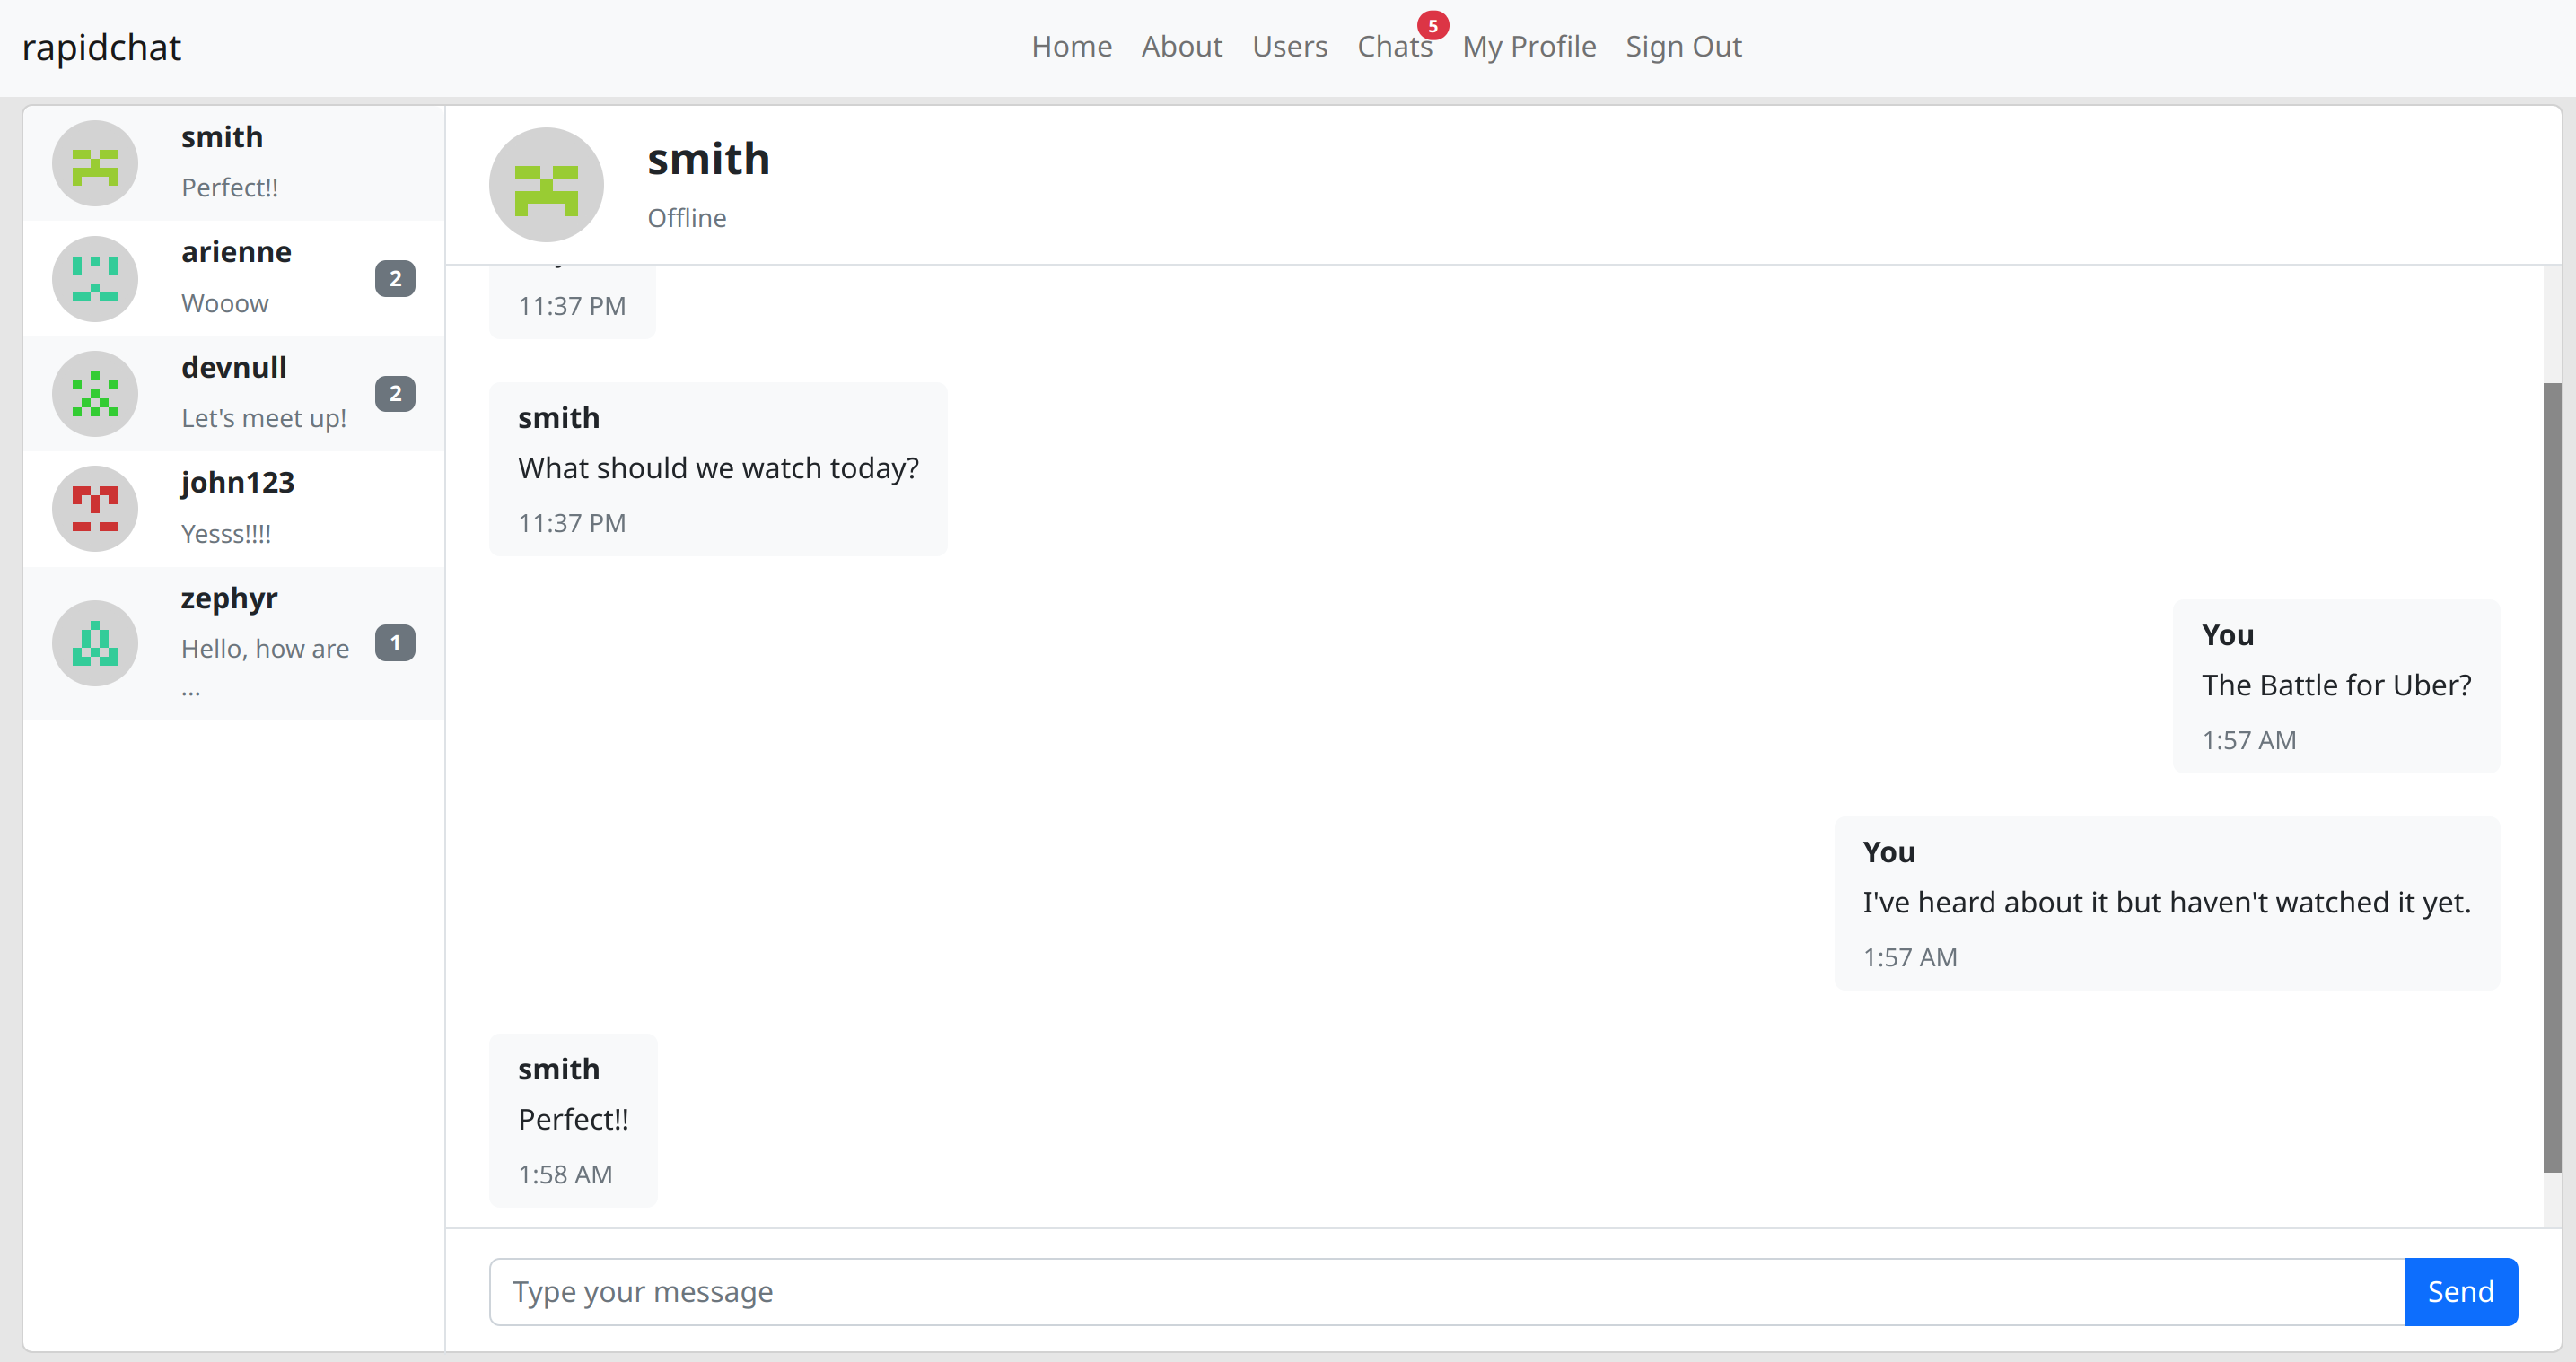 rapidchat
Home About Users Chats 5 My Profile Sign Out
smith
Perfect!!
arienne
Wooow
2
devnull
Let's meet up!
2
john123
Yesss!!!!
zephyr
Hello, how are
...
1
smith
Offline
11:37 PM
smith
What should we watch today?
11:37 PM
You
The Battle for Uber?
1:57 AM
You
I've heard about it but haven't watched it yet.
1:57 AM
smith
Perfect!!
1:58 AM
Type your message
Send